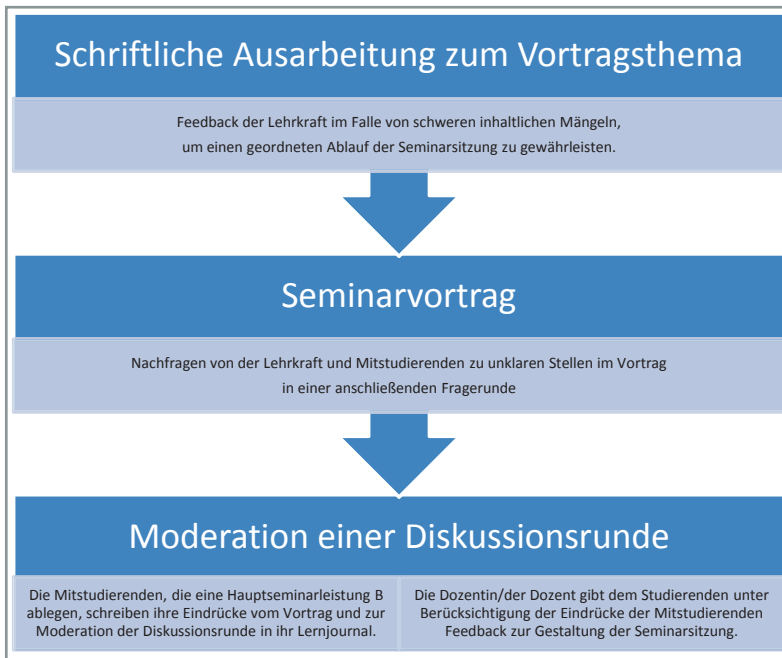 Schriftliche Ausarbeitung zum Vortragsthema
Feedback der Lehrkraft im Falle von schweren inhaltlichen Mängeln,
um einen geordneten Ablauf der Seminarsitzung zu gewährleisten.
Seminarvortrag
Nachfragen von der Lehrkraft und Mitstudierenden zu unklaren Stellen im Vortrag
in einer anschließenden Fragerunde
Moderation einer Diskussionsrunde
Die Mitstudierenden, die eine Hauptseminarleistung B
ablegen, schreiben ihre Eindrücke vom Vortrag und zur
Moderation der Diskussionsrunde in ihr Lernjournal.
Die Dozentin/der Dozent gibt dem Studierenden unter
Berücksichtigung der Eindrücke der Mitstudierenden
Feedback zur Gestaltung der Seminarsitzung.